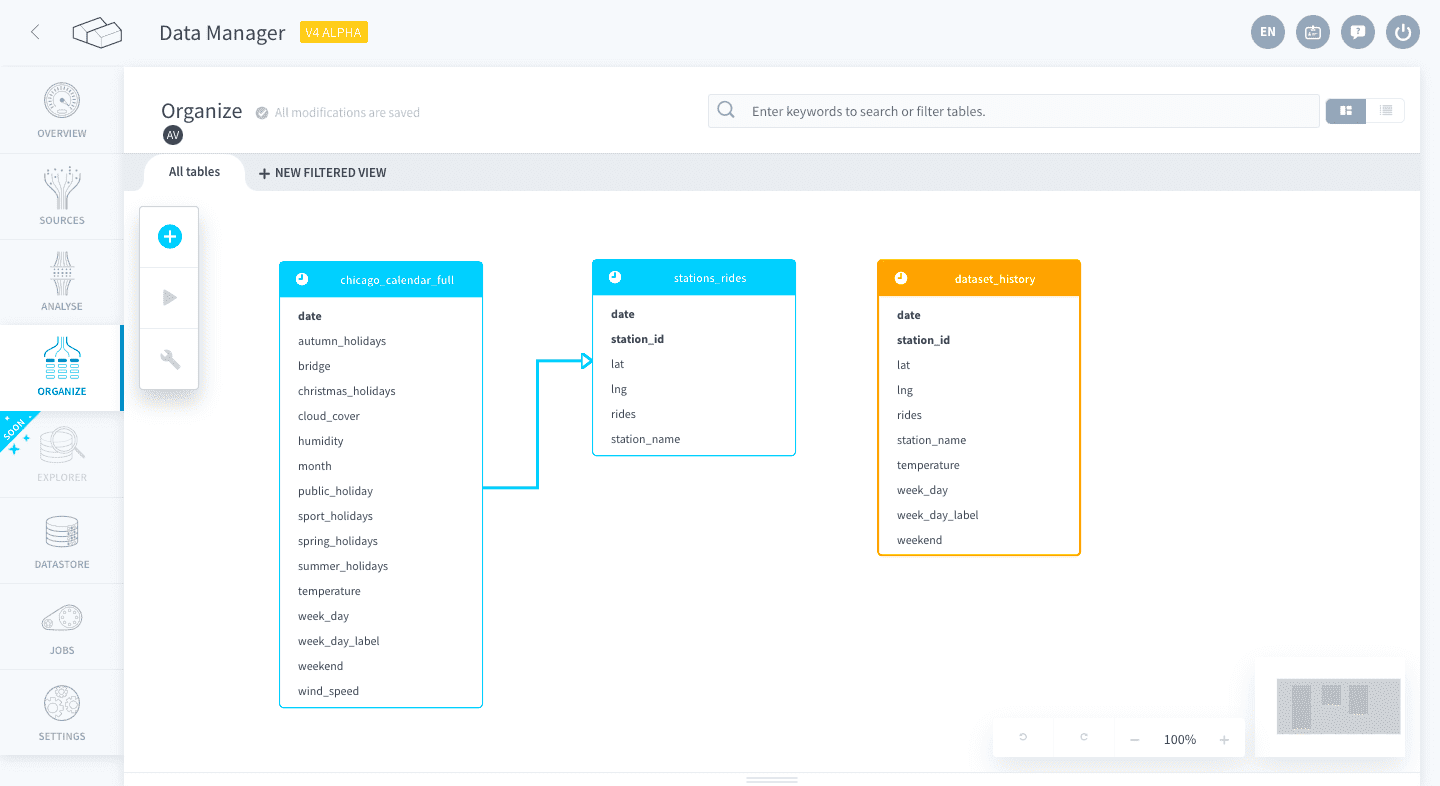 Data Manager
V4 ALPHA
EN
OVERVIEW
SOURCES
ANALYSE
ORGANIZE
SOON
EXPLORER
DATASTORE
JOBS
SETTINGS
Organize
All modifications are saved
AV
Enter keywords to search or filter tables.
All tables
+ NEW FILTERED VIEW
chicago_calendar_full
date
autumn_holidays
bridge
christmas_holidays
cloud_cover
humidity
month
public_holiday
sport_holidays
spring_holidays
summer_holidays
temperature
week_day
week_day_label
weekend
wind_speed
stations_rides
date
station_id
lat
lng
rides
station_name
dataset_history
date
station_id
lat
lng
rides
station_name
temperature
week_day
week_day_label
weekend
100%